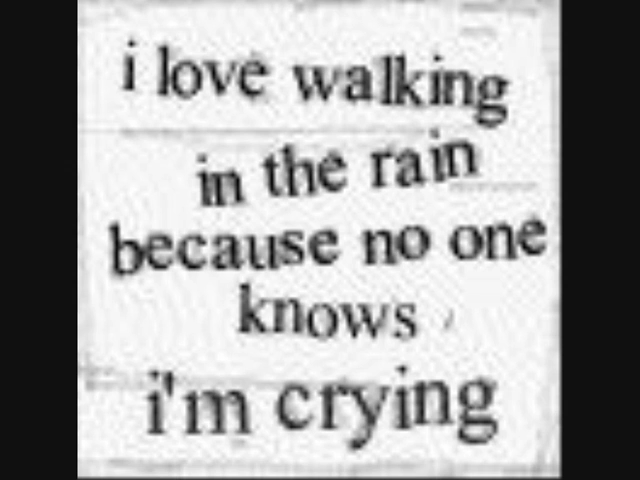 i love walking
in the rain
because no one
knows
i'm crying